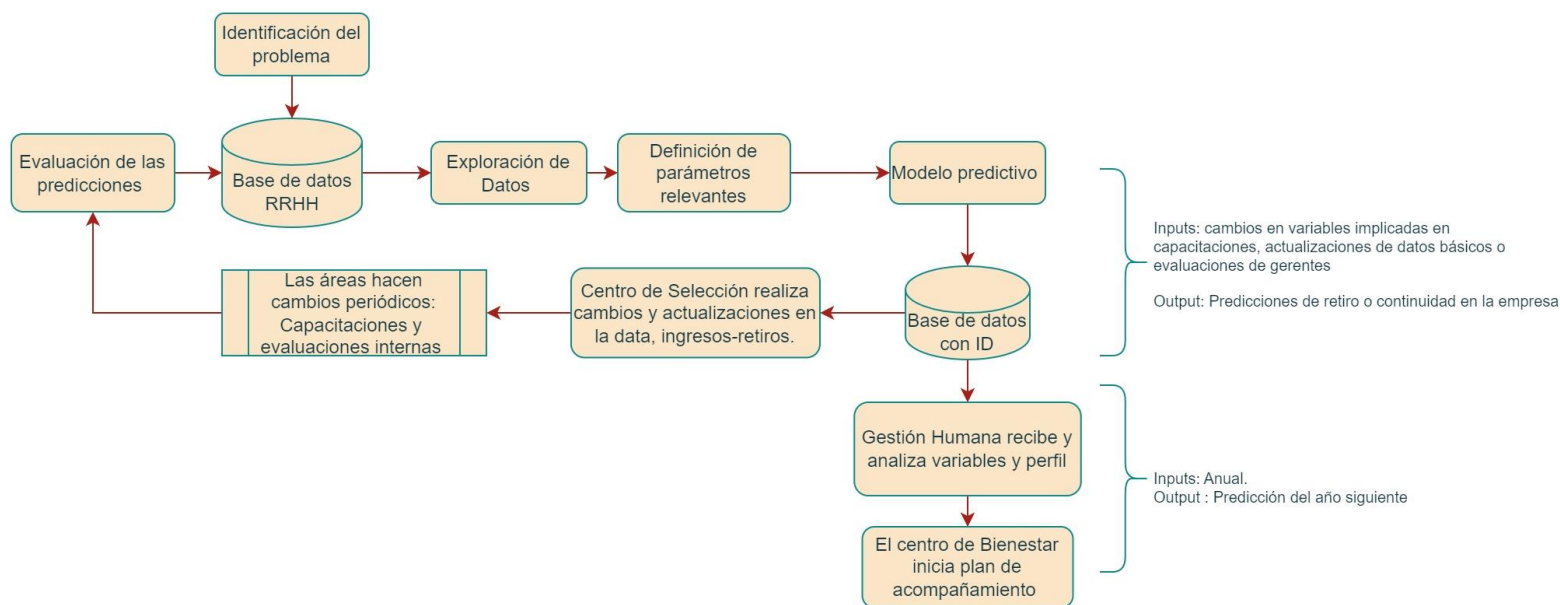 Identificación del
problema
Evaluación de las
predicciones
Base de datos
RRHH
Exploración de
Datos
Definición de
parámetros
relevantes
Modelo predictivo
Inputs: cambios en variables implicadas en
capacitaciones, actualizaciones de datos básicos o
evaluaciones de gerentes
Output: Predicciones de retiro o continuidad en la empresa
Las áreas hacen
cambios periódicos:
Capacitaciones y
evaluaciones internas
Centro de Selección realiza
cambios y actualizaciones en
la data, ingresos-retiros.
Base de datos
con ID
Gestión Humana recibe y
analiza variables y perfil
Inputs: Anual.
Output : Predicción del año siguiente
El centro de Bienestar
inicia plan de
acompañamiento